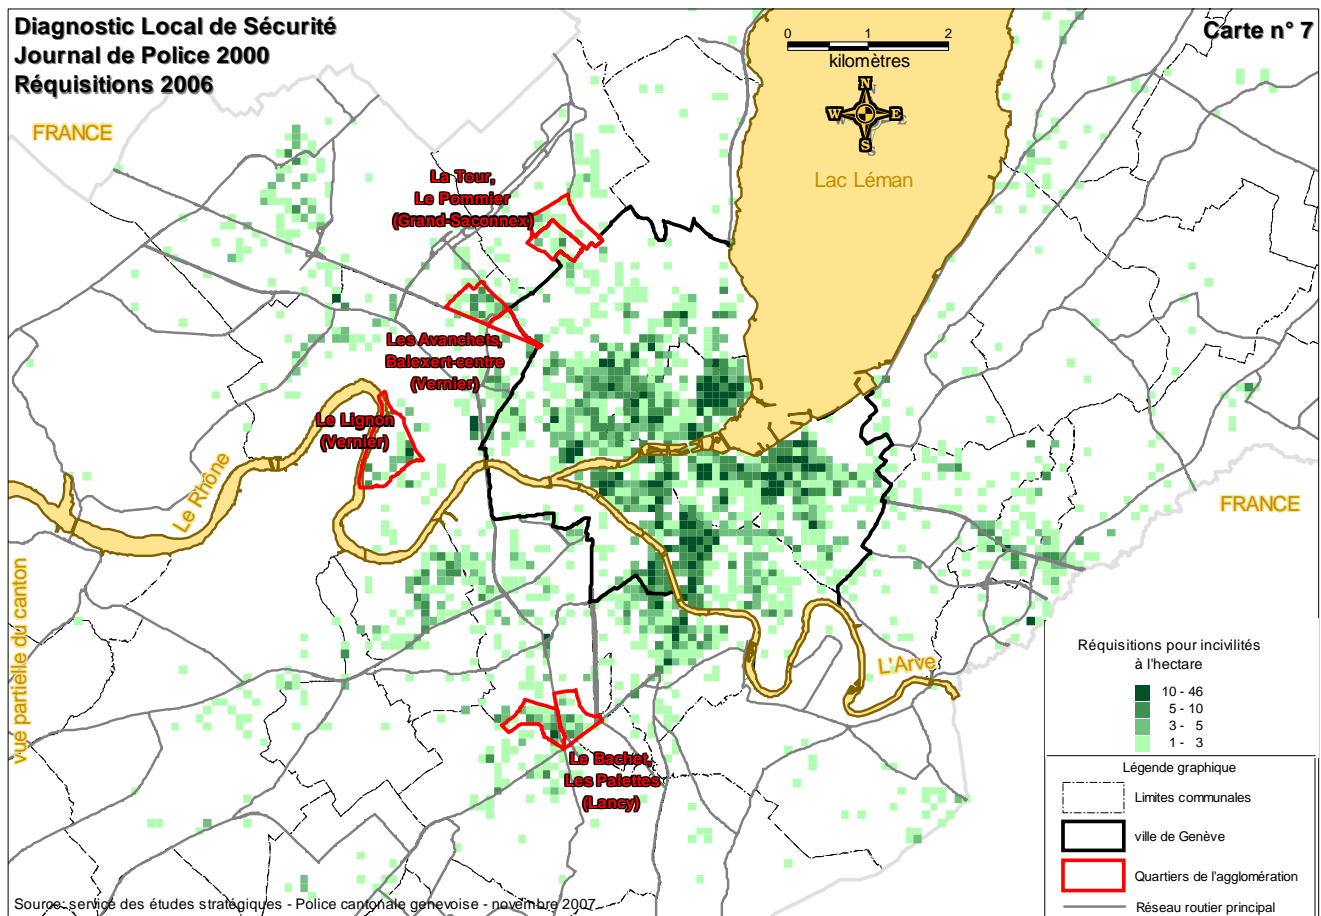 Diagnostic Local de Sécurité
Journal de Police 2000
Réquisitions 2006
Carte n° 7
0 1 2
kilomètres
N
W E
S
FRANCE
Lac Léman
La Tour,
Le Pommier
(Grand-Saconnex)
Les Avanchets,
Balexert-centre
(Vernier)
Le Lignon
(Vernier)
Le Rhône
FRANCE
vue partielle du canton
L'Arve
Le Bachet,
Les Palettes
(Lancy)
Réquisitions pour incivilités
à l'hectare
10 - 46
5 - 10
3 - 5
1 - 3
Légende graphique
Limites communales
ville de Genève
Quartiers de l'agglomération
Réseau routier principal
Source: service des études stratégiques - Police cantonale genevoise - novembre 2007